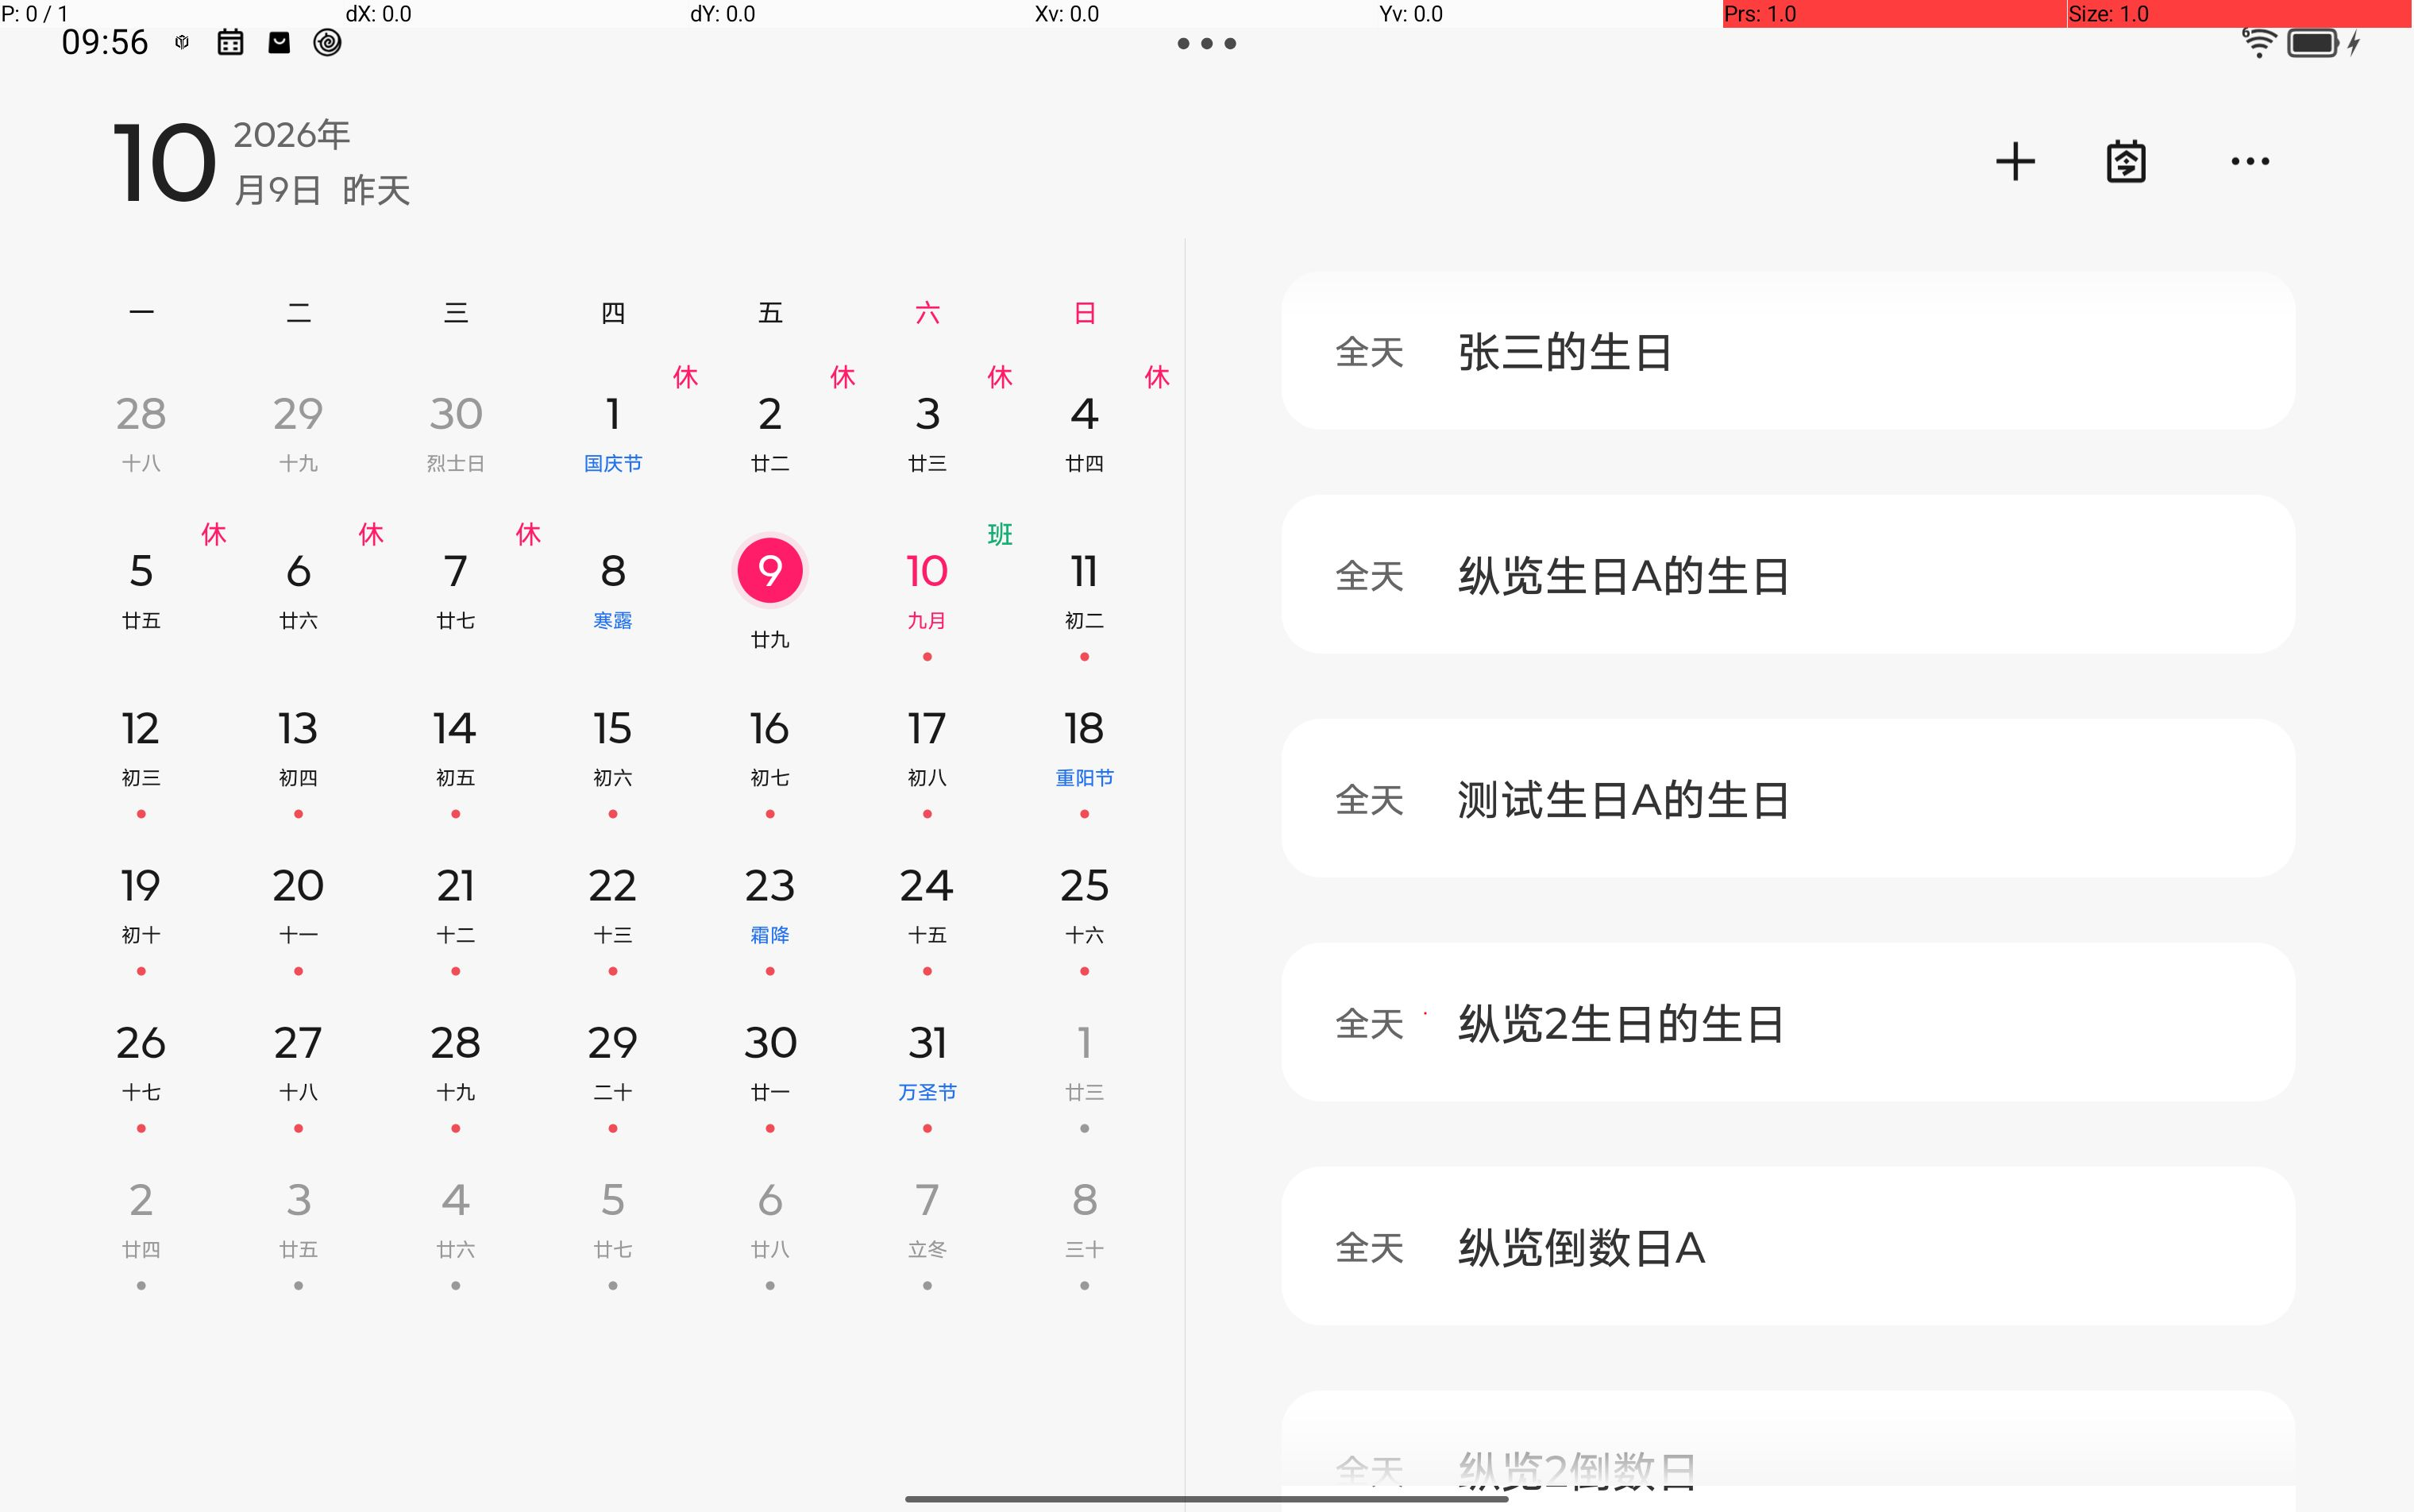 P: 0 / 1 dX: 0.0 dY: 0.0 Xv: 0.0 Yv: 0.0 Prs: 1.0 Size: 1.0
09:56
6
10 2026年
月9日 昨天
一 二 三 四 五 六 日
休 休 休 休
28 29 30 1 2 3 4
十八 十九 烈士日 国庆节 廿二 廿三 廿四
休 休 休 班
5 6 7 8 9 10 11
廿五 廿六 廿七 寒露 廿九 九月 初二
12 13 14 15 16 17 18
初三 初四 初五 初六 初七 初八 重阳节
19 20 21 22 23 24 25
初十 十一 十二 十三 霜降 十五 十六
26 27 28 29 30 31 1
十七 十八 十九 二十 廿一 万圣节 廿三
2 3 4 5 6 7 8
廿四 廿五 廿六 廿七 廿八 立冬 三十
今
全天 张三的生日
全天 纵览生日A的生日
全天 测试生日A的生日
全天 纵览2生日的生日
全天 纵览倒数日A
全天 纵览2倒数日